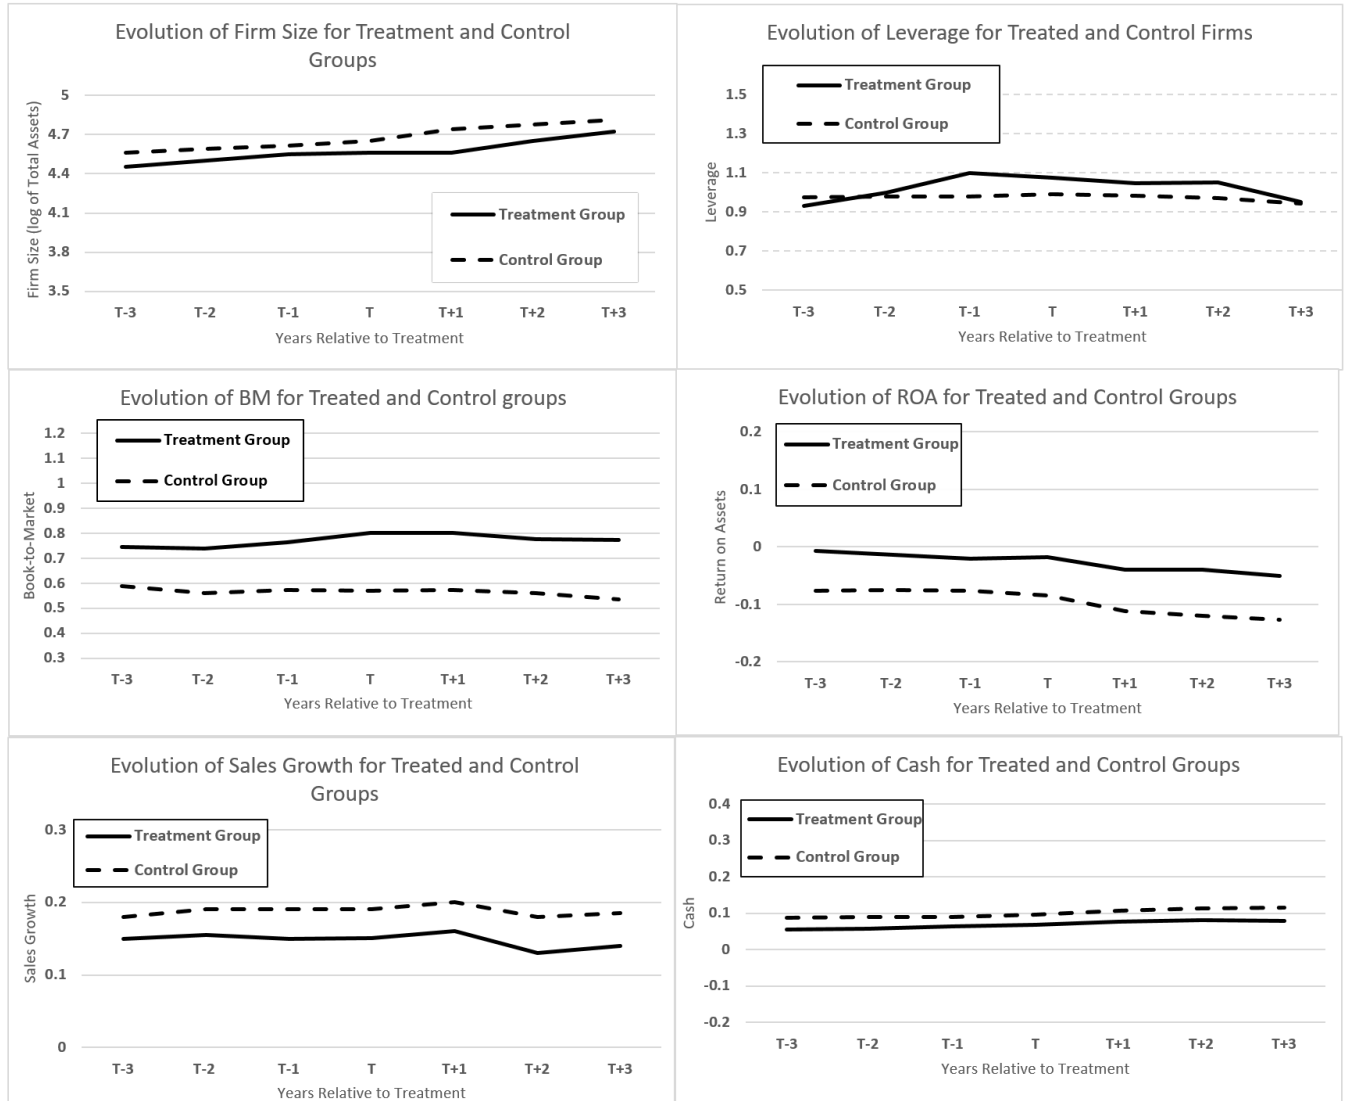 Evolution of Firm Size for Treatment and Control
Groups
Firm Size (log of Total Assets)
5
4.7
4.4
4.1
3.8
3.5
Treatment Group
Control Group
T-3 T-2 T-1 T T+1 T+2 T+3
Years Relative to Treatment
Evolution of Leverage for Treated and Control Firms
Treatment Group
Control Group
Leverage
1.5
1.3
1.1
0.9
0.7
0.5
T-3 T-2 T-1 T T+1 T+2 T+3
Years Relative to Treatment
Evolution of BM for Treated and Control groups
Treatment Group
Control Group
Book-to-Market
1.2
1.1
1
0.9
0.8
0.7
0.6
0.5
0.4
0.3
T-3 T-2 T-1 T T+1 T+2 T+3
Years Relative to Treatment
Evolution of ROA for Treated and Control Groups
Treatment Group
Control Group
Return on Assets
0.2
0.1
0
-0.1
-0.2
T-3 T-2 T-1 T T+1 T+2 T+3
Years Relative to Treatment
Evolution of Sales Growth for Treated and Control
Groups
Treatment Group
Control Group
Sales Growth
0.3
0.2
0.1
0
T-3 T-2 T-1 T T+1 T+2 T+3
Years Relative to Treatment
Evolution of Cash for Treated and Control Groups
Treatment Group
Control Group
Cash
0.4
0.3
0.2
0.1
0
-0.1
-0.2
T-3 T-2 T-1 T T+1 T+2 T+3
Years Relative to Treatment